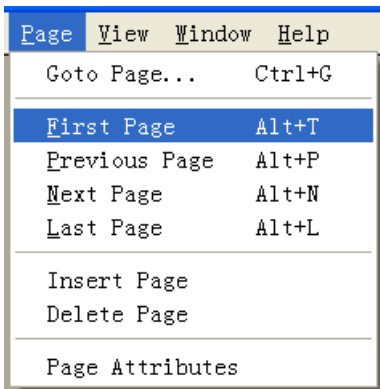 Page View Window Help
Goto Page... Ctrl+G
First Page Alt+T
Previous Page Alt+P
Next Page Alt+N
Last Page Alt+L
Insert Page
Delete Page
Page Attributes